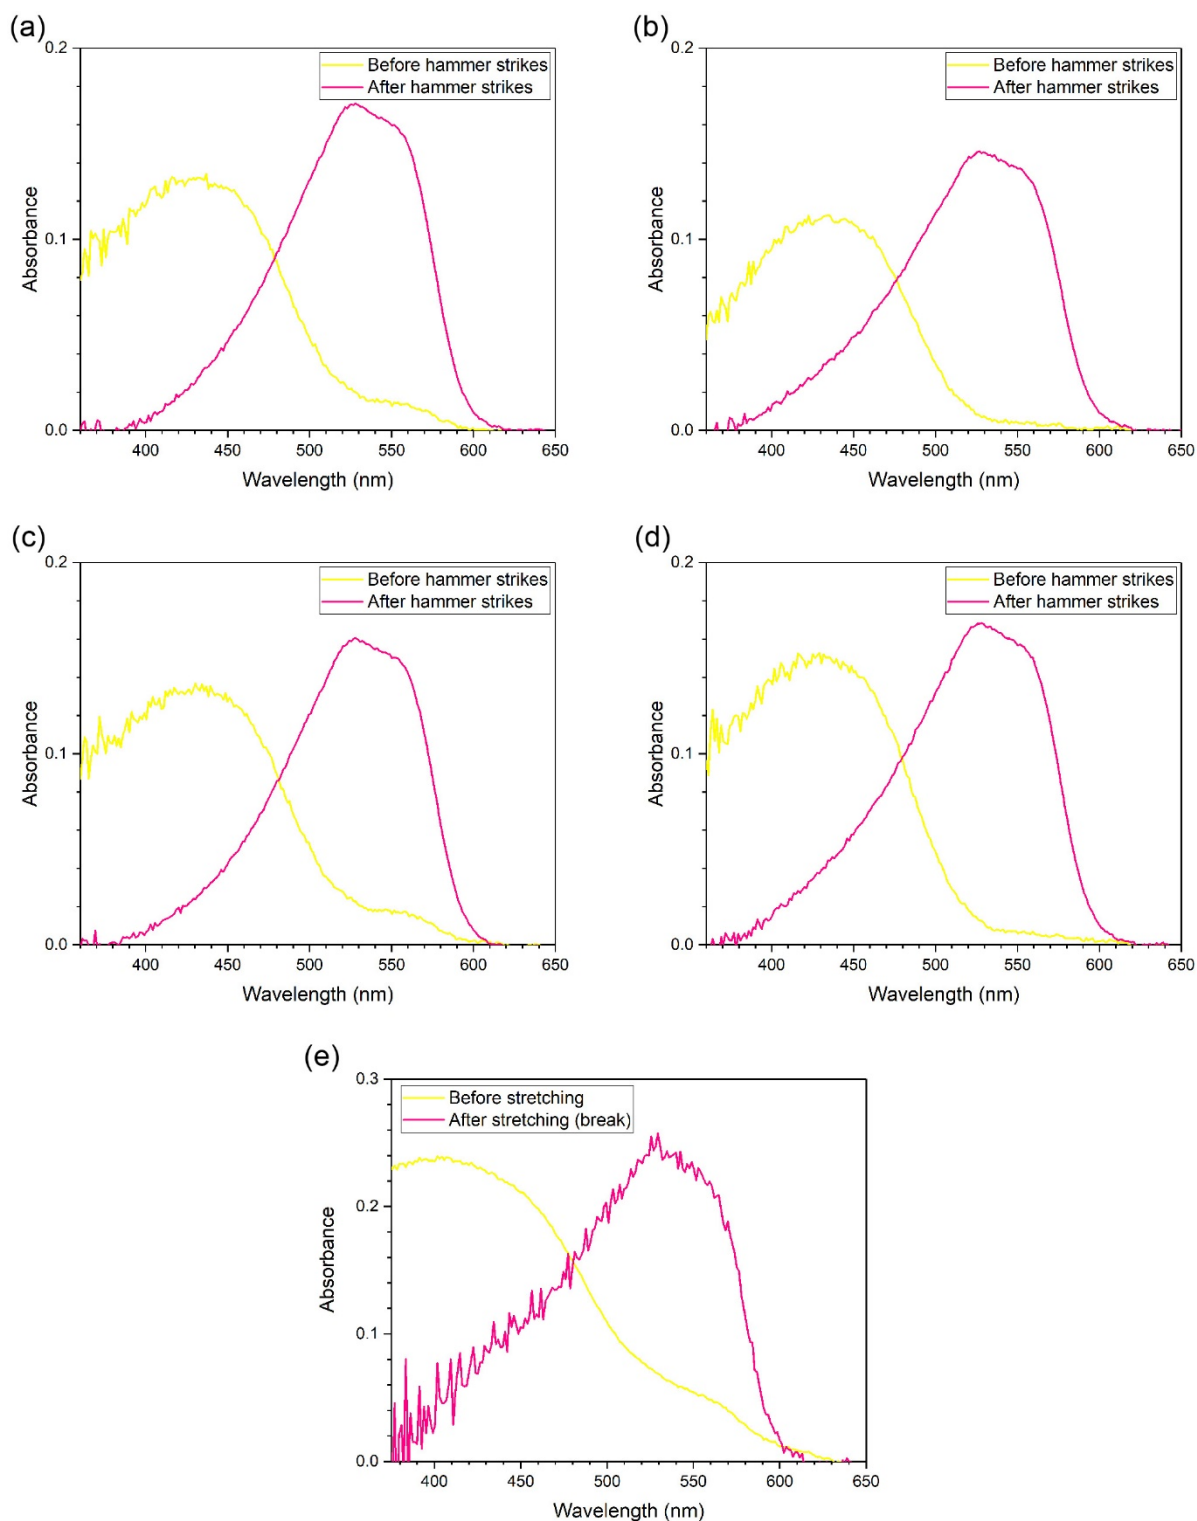 (a)
0.2
Before hammer strikes
After hammer strikes
Absorbance
0.1
0.0
400 450 500 550 600 650
Wavelength (nm)
(b)
0.2
Before hammer strikes
After hammer strikes
Absorbance
0.1
0.0
400 450 500 550 600 650
Wavelength (nm)
(c)
0.2
Before hammer strikes
After hammer strikes
Absorbance
0.1
0.0
400 450 500 550 600 650
Wavelength (nm)
(d)
0.2
Before hammer strikes
After hammer strikes
Absorbance
0.1
0.0
400 450 500 550 600 650
Wavelength (nm)
(e)
0.3
Before stretching
After stretching (break)
0.2
Absorbance
0.1
0.0
400 450 500 550 600 650
Wavelength (nm)